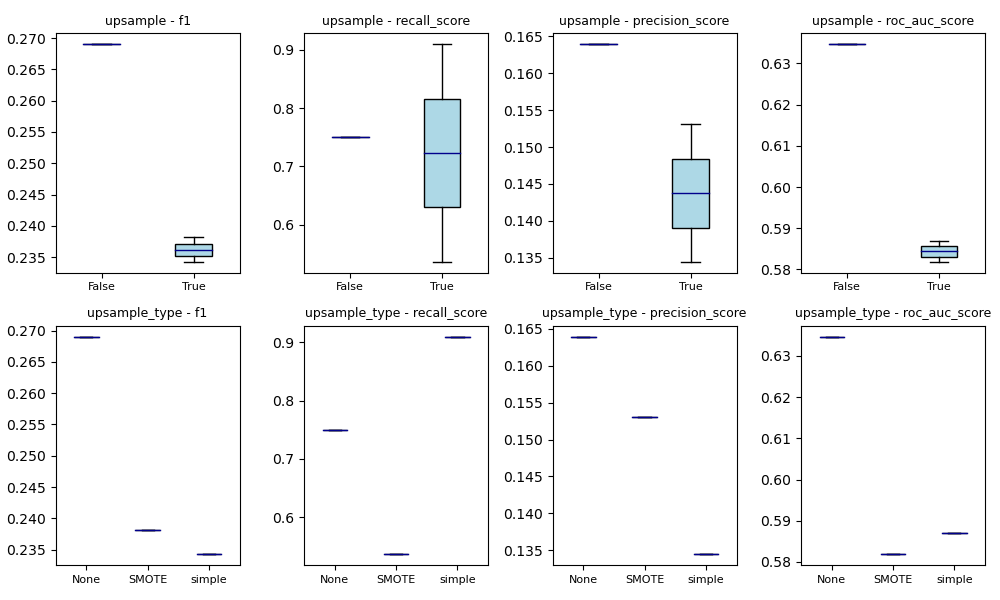 upsample - f1
upsample - recall_score
upsample - precision_score
upsample - roc_auc_score
0.270
0.265
0.260
0.255
0.250
0.245
0.240
0.235
False
True
0.9
0.8
0.7
0.6
False
True
0.165
0.160
0.155
0.150
0.145
0.140
0.135
False
True
0.63
0.62
0.61
0.60
0.59
0.58
False
True
upsample_type - f1
upsample_type - recall_score
upsample_type - precision_score
upsample_type - roc_auc_score
0.270
0.265
0.260
0.255
0.250
0.245
0.240
0.235
None
SMOTE
simple
0.9
0.8
0.7
0.6
None
SMOTE
simple
0.165
0.160
0.155
0.150
0.145
0.140
0.135
None
SMOTE
simple
0.63
0.62
0.61
0.60
0.59
0.58
None
SMOTE
simple